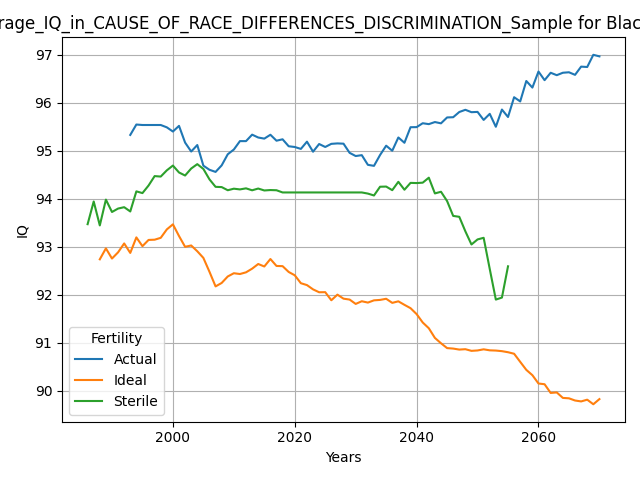 rage_IQ_in_CAUSE_OF_RACE_DIFFERENCES_DISCRIMINATION_Sample for Blac
97
96
95
94
93
92
91
90
IQ
Fertility
Actual
Ideal
Sterile
2000 2020 2040 2060
Years